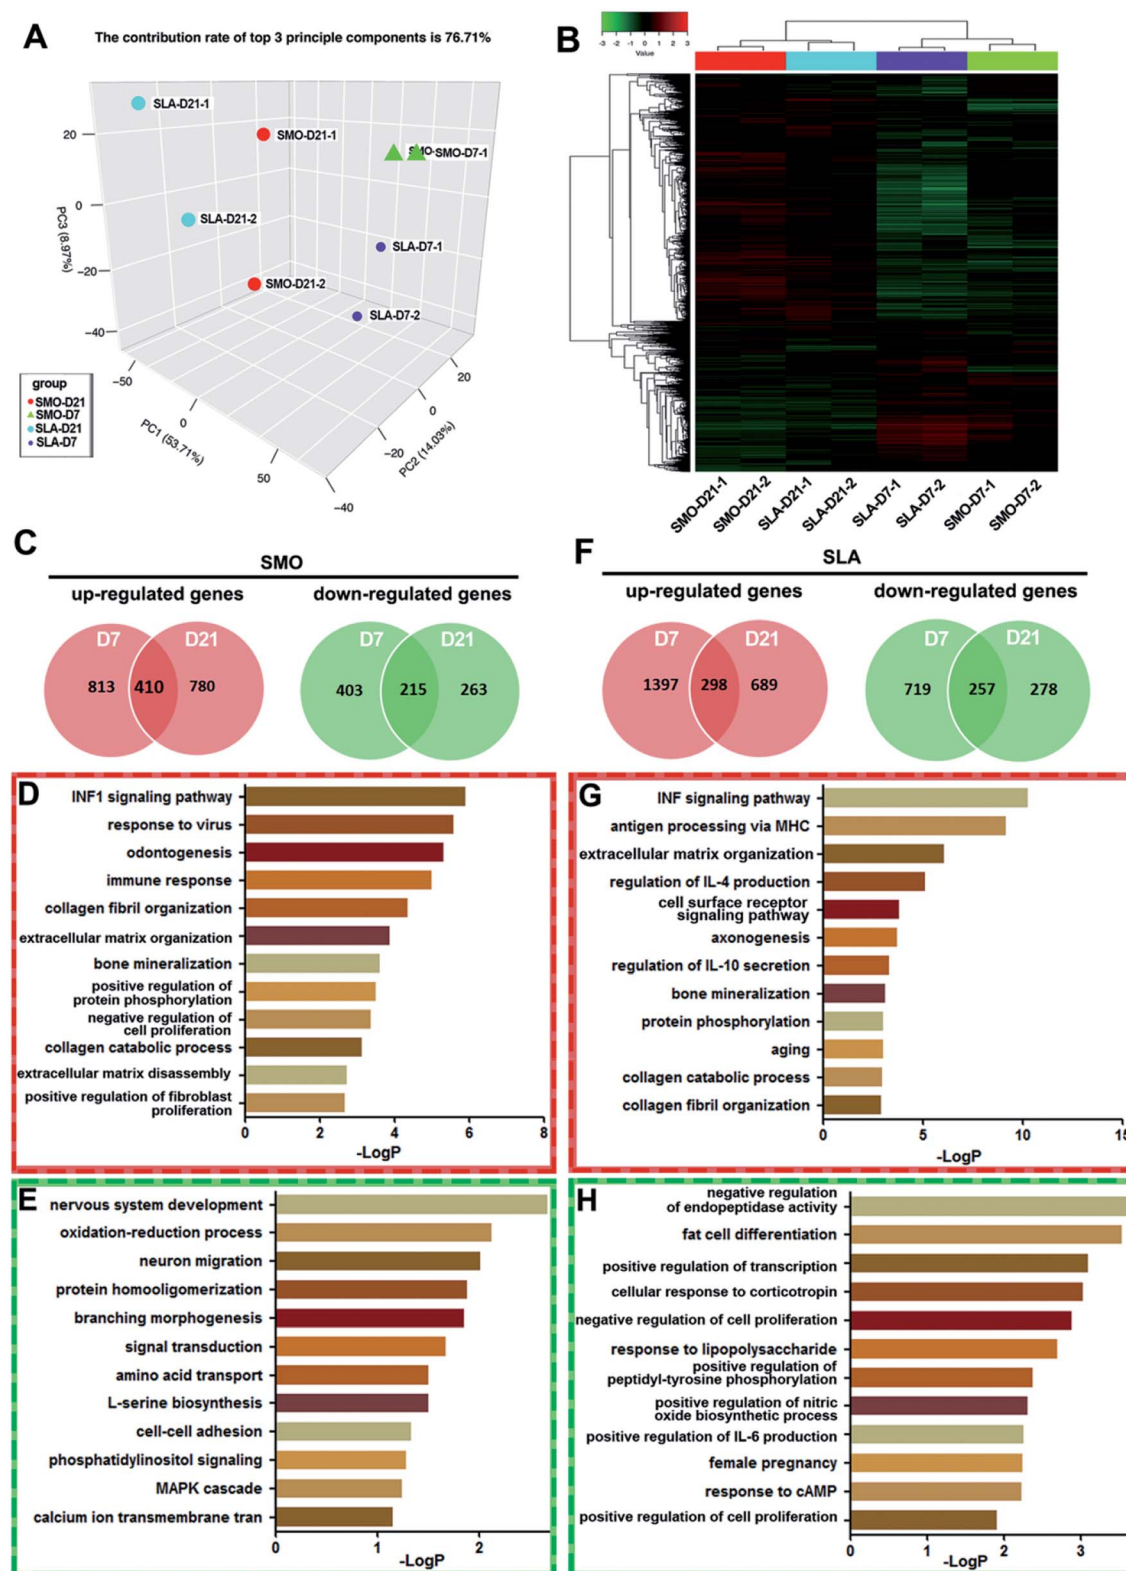 A
The contribution rate of top 3 principle components is 76.71%
SLA-D21-1
SMO-D21-1
SMO-
SMO-D7-1
SLA-D21-2
SLA-D7-1
SMO-D21-2
SLA-D7-2
20
0
−20
−40
PC3 (8.97%)
−50
0
50
PC1 (53.71%)
−40
−20
0
20
PC2 (14.03%)
group
SMO-D21
SMO-D7
SLA-D21
SLA-D7
B
-3 -2 -1 0 1 2 3
Value
SMO-D21-1
SMO-D21-2
SLA-D21-1
SLA-D21-2
SLA-D7-1
SLA-D7-2
SMO-D7-1
SMO-D7-2
C
SMO
up-regulated genes
down-regulated genes
D7 D21
813 410 780
D7 D21
403 215 263
F
SLA
up-regulated genes
down-regulated genes
D7 D21
1397 298 689
D7 D21
719 257 278
D
INF1 signaling pathway
response to virus
odontogenesis
immune response
collagen fibril organization
extracellular matrix organization
bone mineralization
positive regulation of
protein phosphorylation
negative regulation of
cell proliferation
collagen catabolic process
extracellular matrix disassembly
positive regulation of fibroblast
proliferation
0 2 4 6 8
-LogP
G
INF signaling pathway
antigen processing via MHC
extracellular matrix organization
regulation of IL-4 production
cell surface receptor
signaling pathway
axonogenesis
regulation of IL-10 secretion
bone mineralization
protein phosphorylation
aging
collagen catabolic process
collagen fibril organization
0 5 10 15
-LogP
E
nervous system development
oxidation-reduction process
neuron migration
protein homooligomerization
branching morphogenesis
signal transduction
amino acid transport
L-serine biosynthesis
cell-cell adhesion
phosphatidylinositol signaling
MAPK cascade
calcium ion transmembrane tran
0 1 2
-LogP
H
negative regulation
of endopeptidase activity
fat cell differentiation
positive regulation of transcription
cellular response to corticotropin
negative regulation of cell proliferation
response to lipopolysaccharide
positive regulation of
peptidyl-tyrosine phosphorylation
positive regulation of nitric
oxide biosynthetic process
positive regulation of IL-6 production
female pregnancy
response to cAMP
positive regulation of cell proliferation
0 1 2 3
-LogP